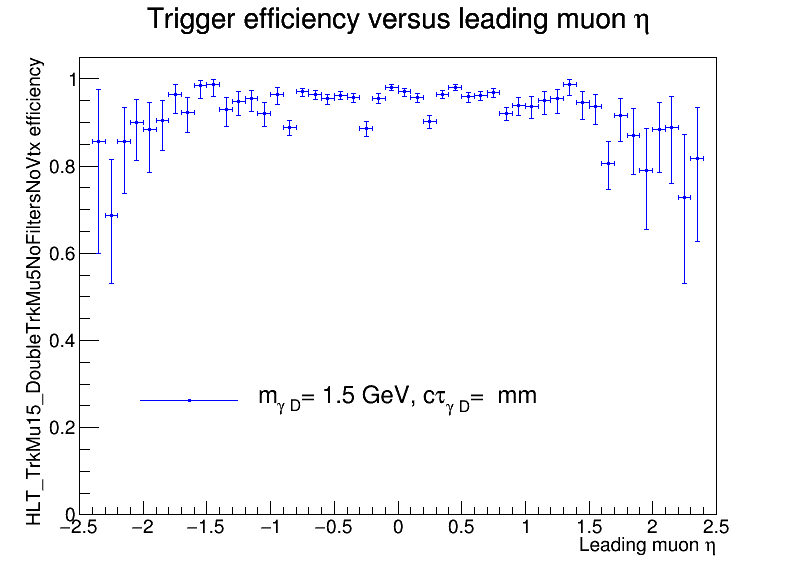 Trigger efficiency versus leading muon η
HLT_TrkMu15_DoubleTrkMu5NoFiltersNoVtx efficiency
1
0.8
0.6
0.4
0.2
0
mγ D= 1.5 GeV, cτγ D=  mm
−2.5 −2 −1.5 −1 −0.5 0 0.5 1 1.5 2 2.5
Leading muon η